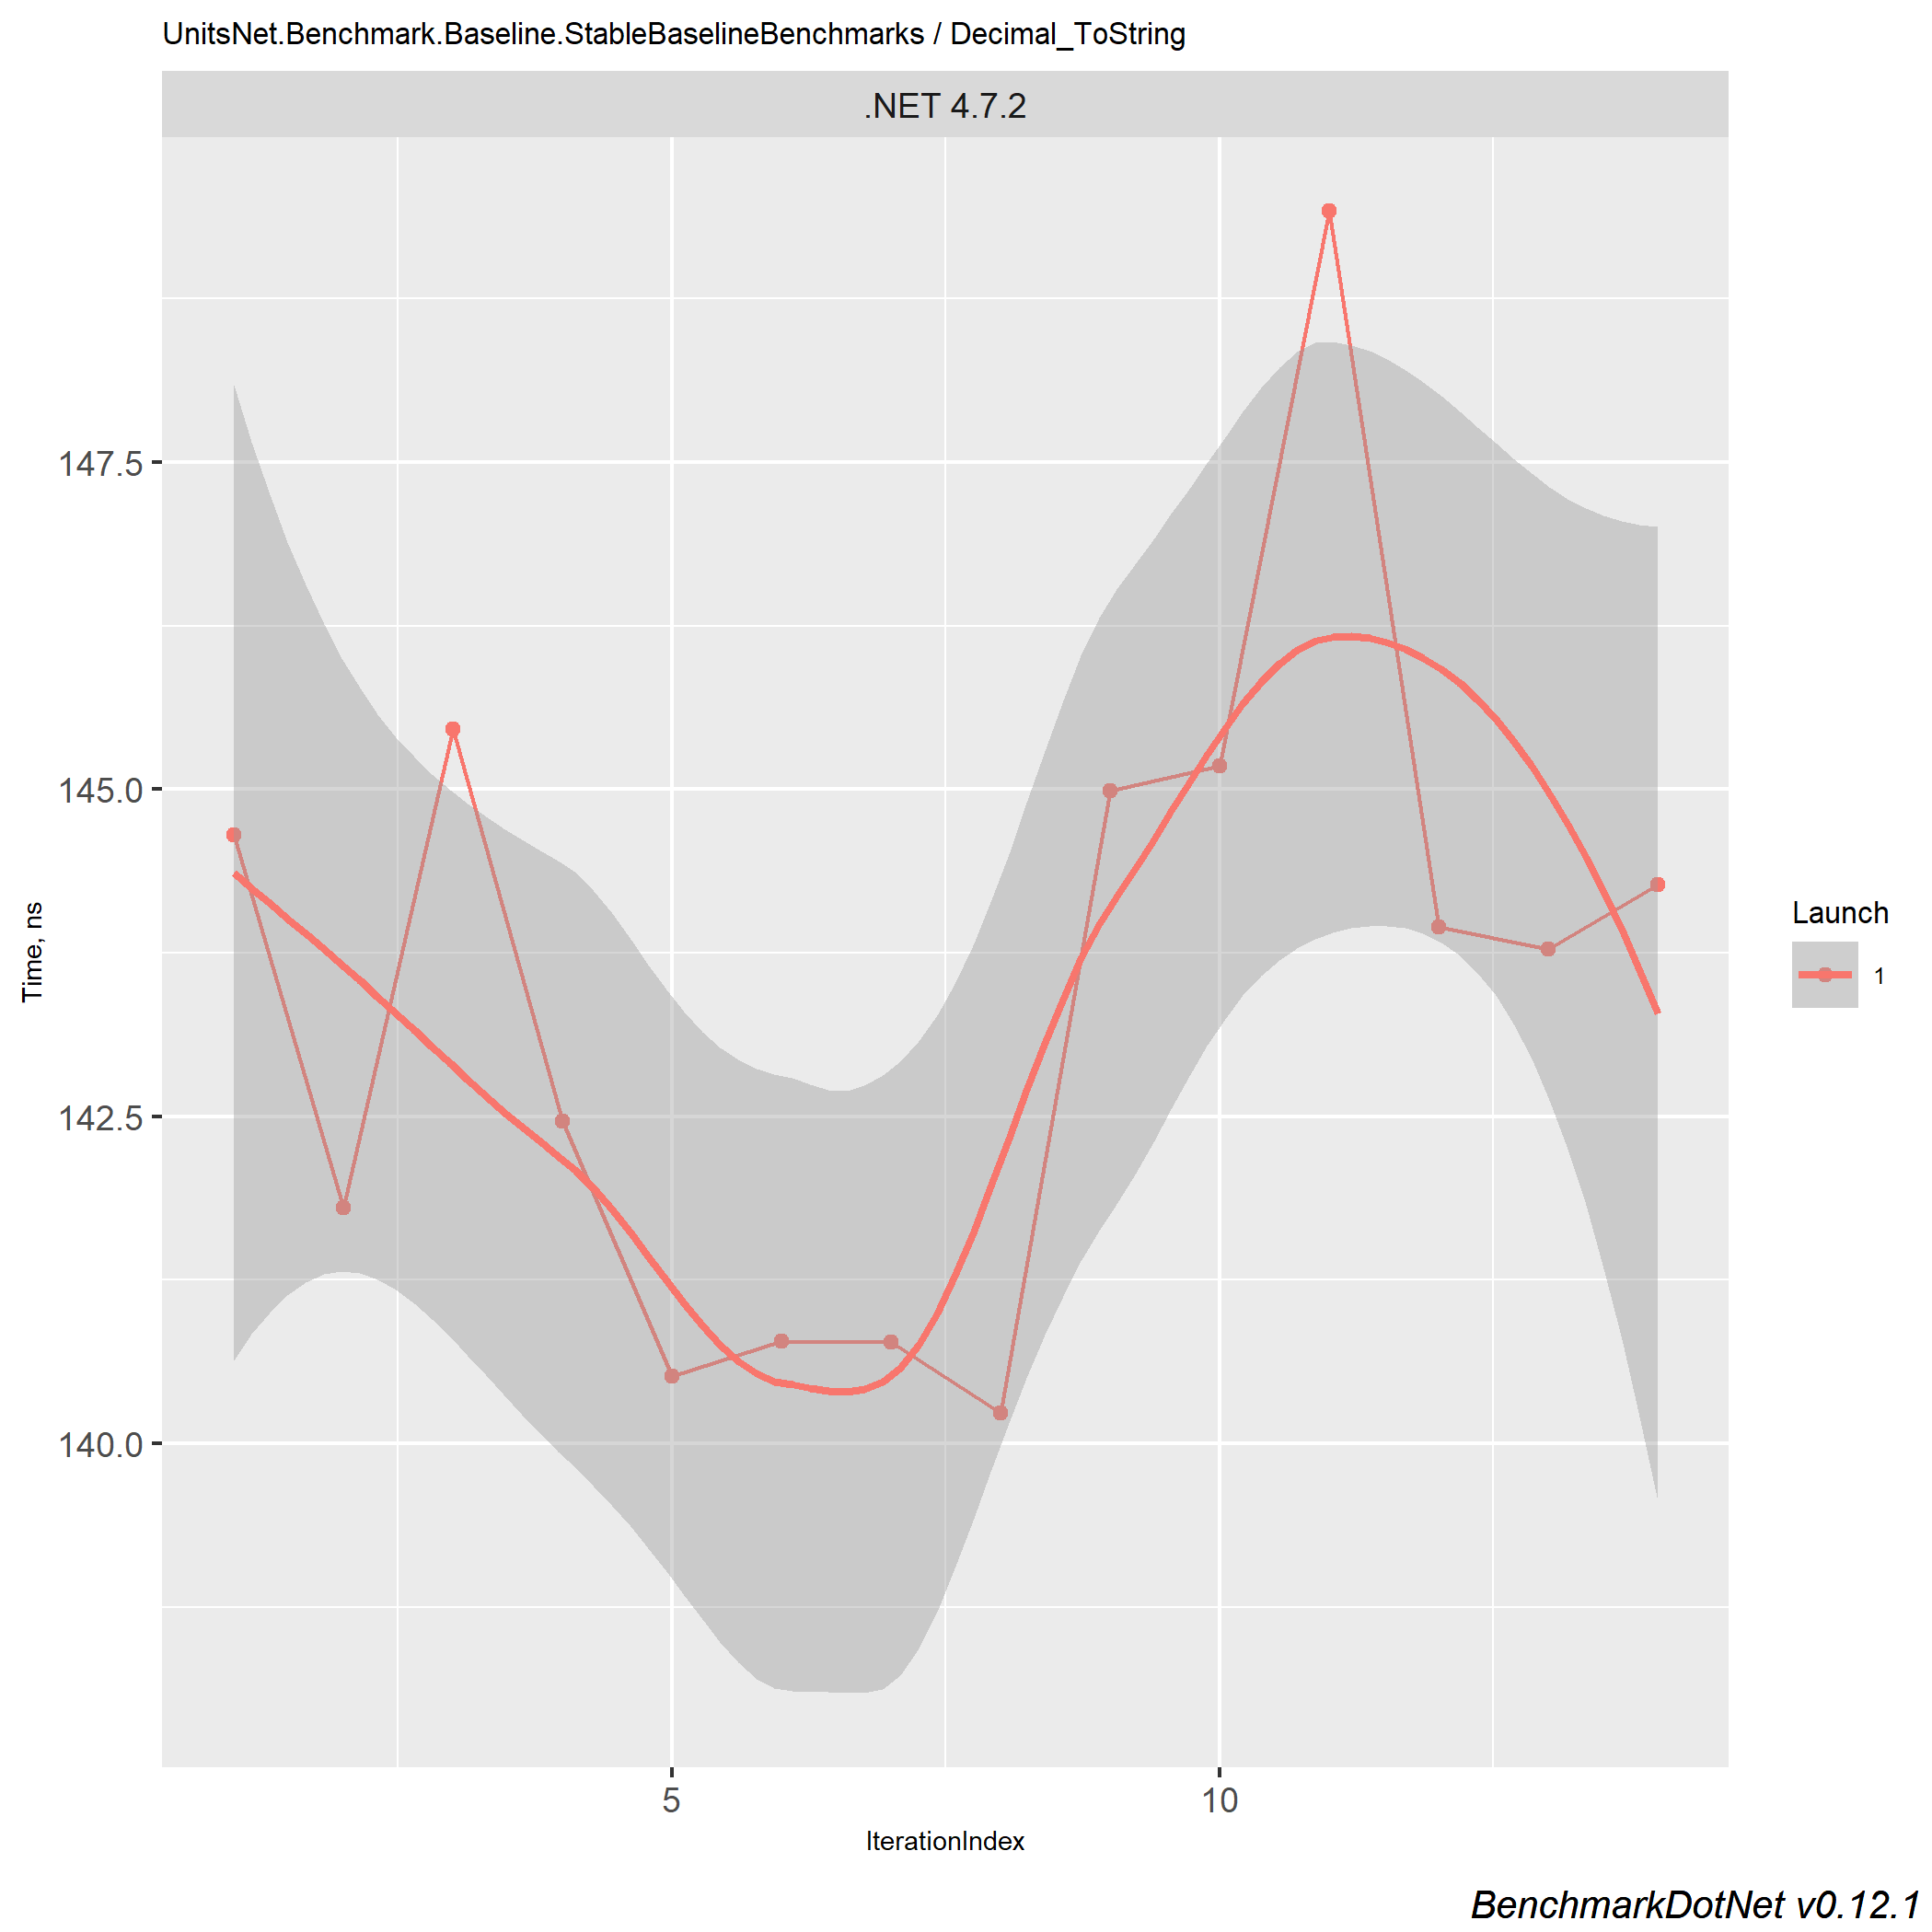 UnitsNet.Benchmark.Baseline.StableBaselineBenchmarks / Decimal_ToString
.NET 4.7.2
147.5
145.0
142.5
140.0
Time, ns
5
10
IterationIndex
Launch
1
BenchmarkDotNet v0.12.1